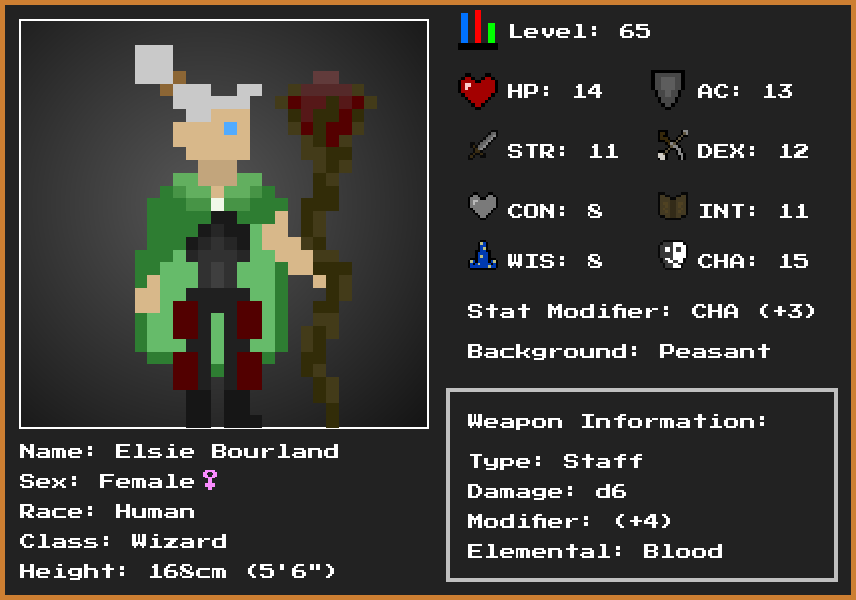 Level: 65
HP: 14 AC: 13
STR: 11 DEX: 12
CON: 8 INT: 11
WIS: 8 CHA: 15
Stat Modifier: CHA (+3)
Background: Peasant
Weapon Information:
Type: Staff
Damage: d6
Modifier: (+4)
Elemental: Blood
Name: Elsie Bourland
Sex: Female♀
Race: Human
Class: Wizard
Height: 168cm (5'6")